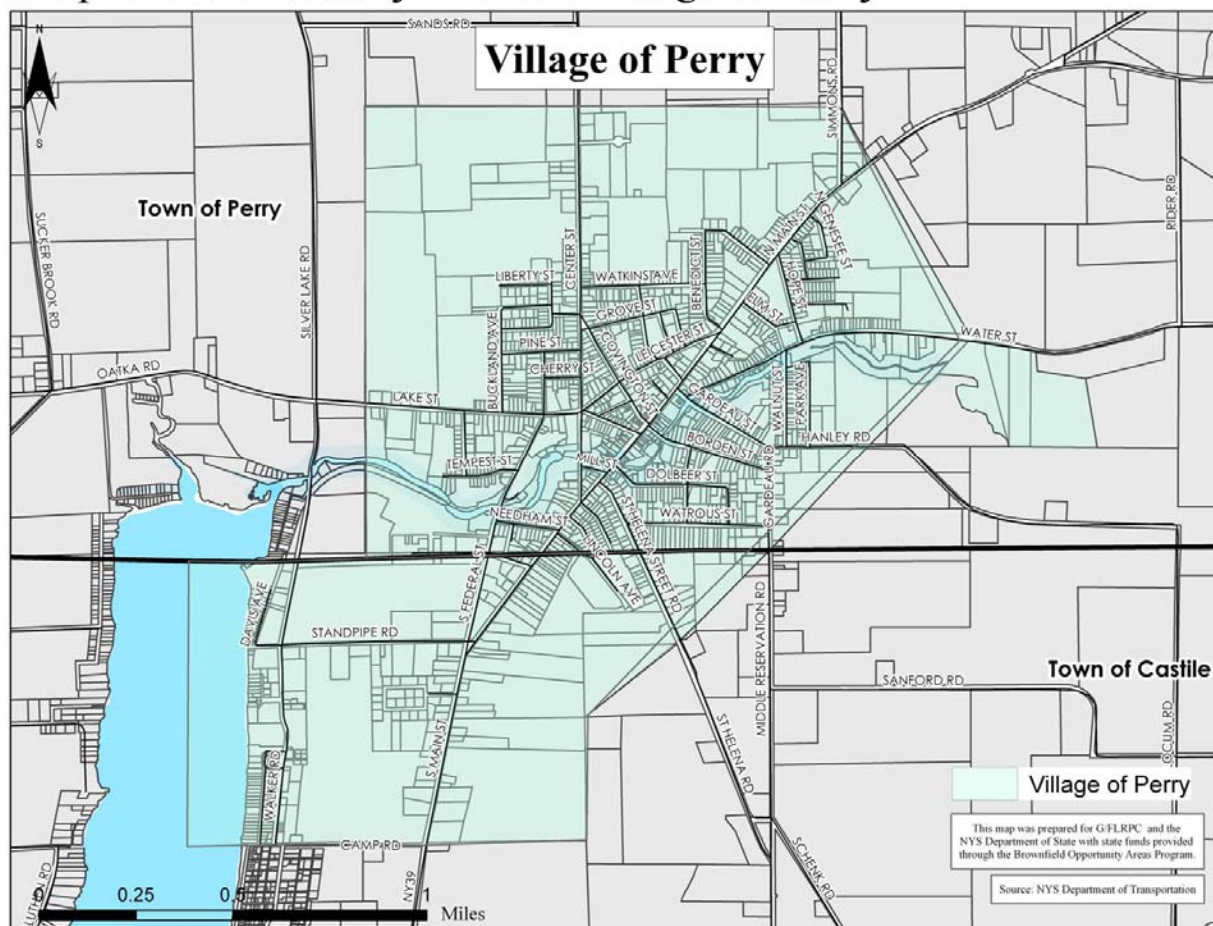 SANDS RD
N
Village of Perry
SIMMONS RD
S
Town of Perry
RIDER RD
SUCKER BROOK RD
SILVER LAKE RD
CENTER ST
N MAIN ST
N GENESEE ST
BENEDICT ST
LIBERTY ST
WATKINS AVE
HOPE ST
GROVE ST
ELM ST
BUCKLAND AVE
COVINGTON ST
LEICESTER ST
WATER ST
PINE ST
CHERRY ST
OATKA RD
LAKE ST
GARDEAU ST
WALNUT ST
PARK AVE
HANLEY RD
BORDEN ST
TEMPEST ST
MILL ST
DOLBEER ST
GARDEAU RD
NEEDHAM ST
WATROUS ST
ST HELENA STREET RD
LINCOLN AVE
S FEDERAL ST
DAVIS AVE
STANDPIPE RD
MIDDLE RESERVATION RD
Town of Castile
SANFORD RD
OCUM RD
S MAIN ST
ST HELENA RD
WALKER RD
Village of Perry
This map was prepared for G/FLRPC and the
NYS Department of State with state funds provided
through the Brownfield Opportunity Areas Program.
CAMP RD
SCHENK RD
NY39
Source: NYS Department of Transportation
0 0.25 0.5 1
Miles